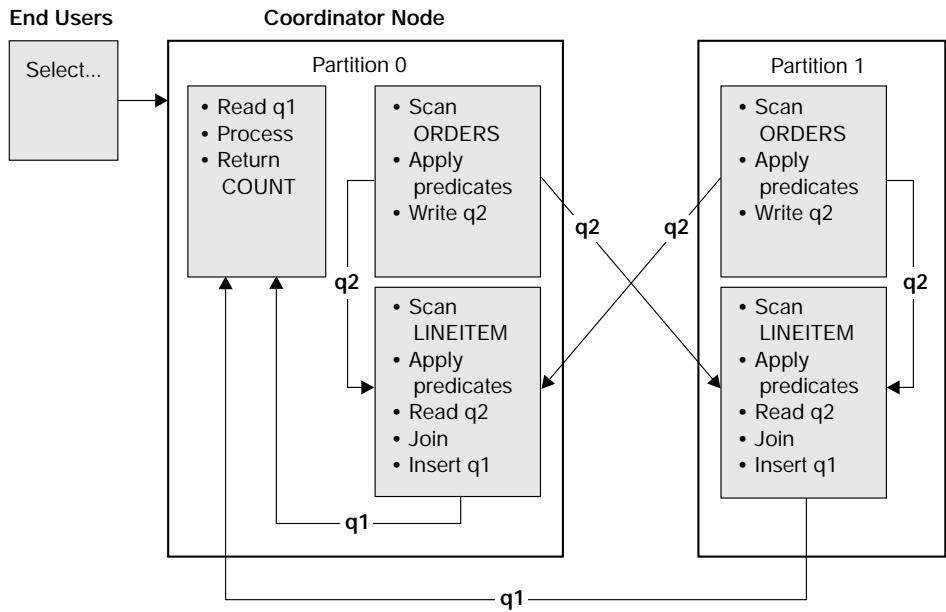 End Users
Coordinator Node
Select...
Partition 0
• Read q1
• Process
• Return
COUNT
• Scan
ORDERS
• Apply
predicates
• Write q2
Partition 1
• Scan
ORDERS
• Apply
predicates
• Write q2
q2
q2
q2
q2
• Scan
LINEITEM
• Apply
predicates
• Read q2
• Join
• Insert q1
• Scan
LINEITEM
• Apply
predicates
• Read q2
• Join
• Insert q1
q1
q1